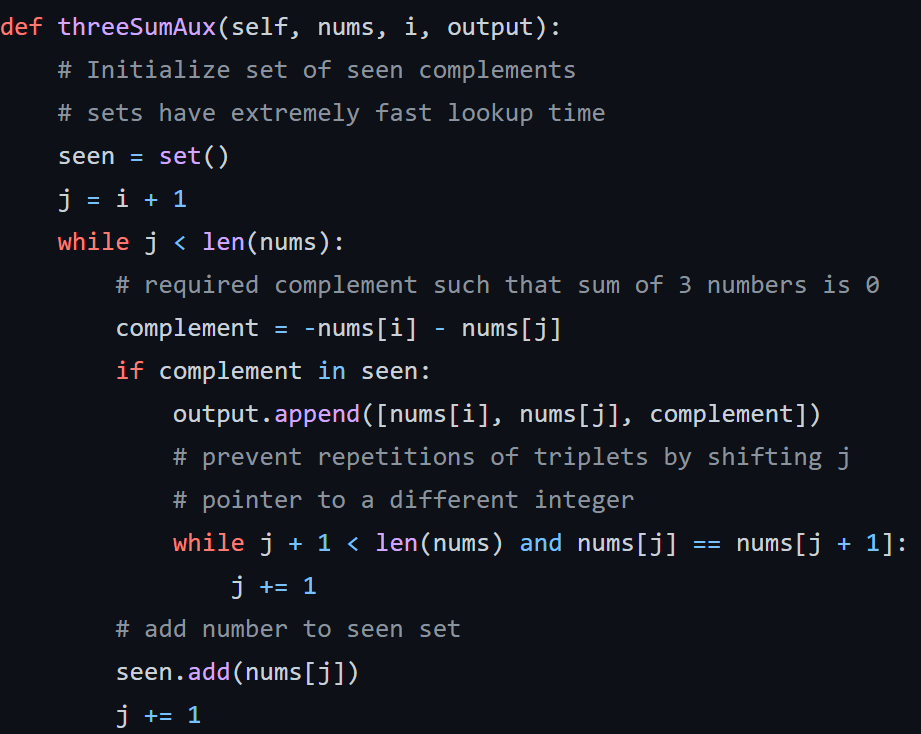 def threeSumAux(self, nums, i, output):
    # Initialize set of seen complements
    # sets have extremely fast lookup time
    seen = set()
    j = i + 1
    while j < len(nums):
        # required complement such that sum of 3 numbers is 0
        complement = -nums[i] - nums[j]
        if complement in seen:
            output.append([nums[i], nums[j], complement])
            # prevent repetitions of triplets by shifting j
            # pointer to a different integer
            while j + 1 < len(nums) and nums[j] == nums[j + 1]:
                j += 1
        # add number to seen set
        seen.add(nums[j])
        j += 1